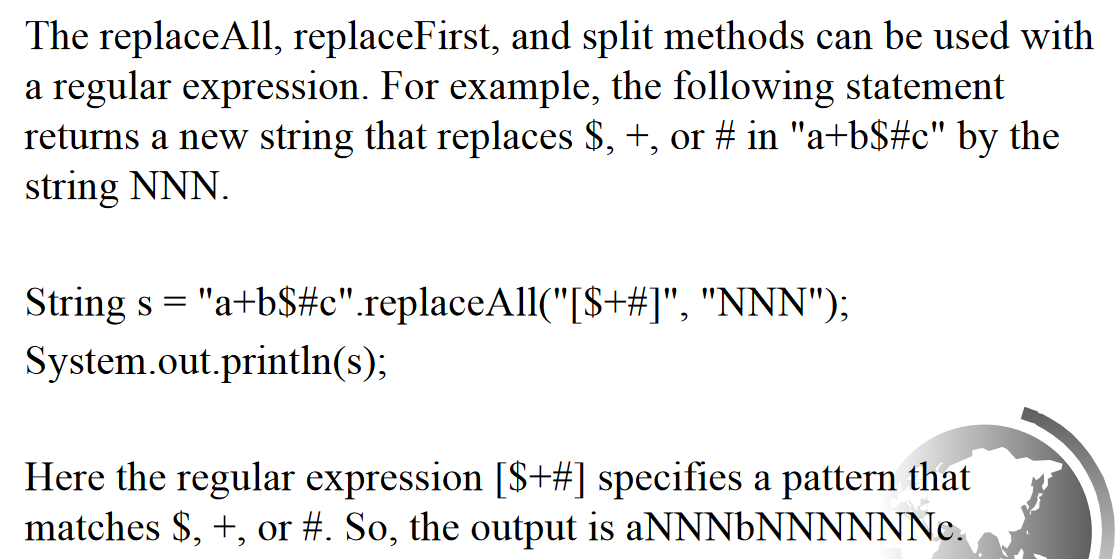 The replaceAll, replaceFirst, and split methods can be used with
a regular expression. For example, the following statement
returns a new string that replaces $, +, or # in "a+b$#c" by the
string NNN.
String s = "a+b$#c".replaceAll("[$+#]", "NNN");
System.out.println(s);
Here the regular expression [$+#] specifies a pattern that
matches $, +, or #. So, the output is aNNNbNNNNNNc.